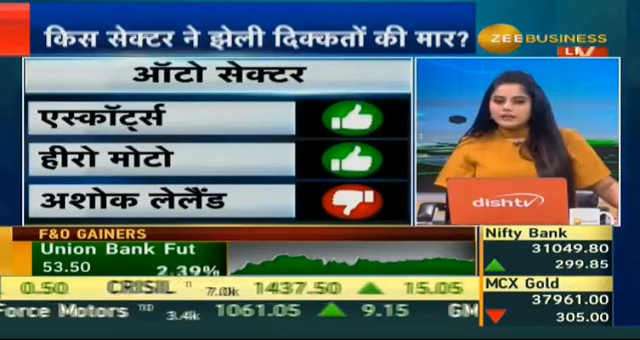 किस सेक्टर ने झेली दिक्कतों की मार?
ZEE BUSINESS
LIVE
ऑटो सेक्टर
एस्कॉर्ट्स
हीरो मोटो
अशोक लेलैंड
dishtv
F&O GAINERS
Union Bank Fut
53.50
2.39%
Nifty Bank
31049.80
299.85
MCX Gold
37961.00
305.00
0.50 CRISIL 7.0k 1437.50 15.05
Force Motors TXD 3.4k 1061.05 9.15 GM